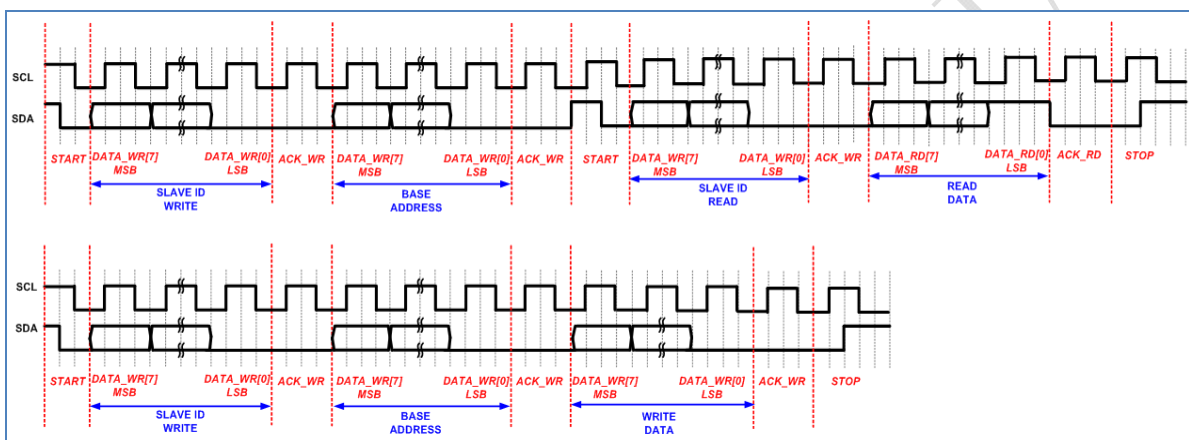 SCL
SDA
START DATA_WR[7] DATA_WR[0] ACK_WR DATA_WR[7] DATA_WR[0] ACK_WR START DATA_WR[7] DATA_WR[0] ACK_WR DATA_RD[7] DATA_RD[0] ACK_RD STOP
MSB LSB MSB LSB MSB LSB MSB LSB
SLAVE ID BASE SLAVE ID READ
WRITE ADDRESS READ DATA
SCL
SDA
START DATA_WR[7] DATA_WR[0] ACK_WR DATA_WR[7] DATA_WR[0] ACK_WR DATA_WR[7] DATA_WR[0] ACK_WR STOP
MSB LSB MSB LSB MSB LSB
SLAVE ID BASE WRITE
WRITE ADDRESS DATA